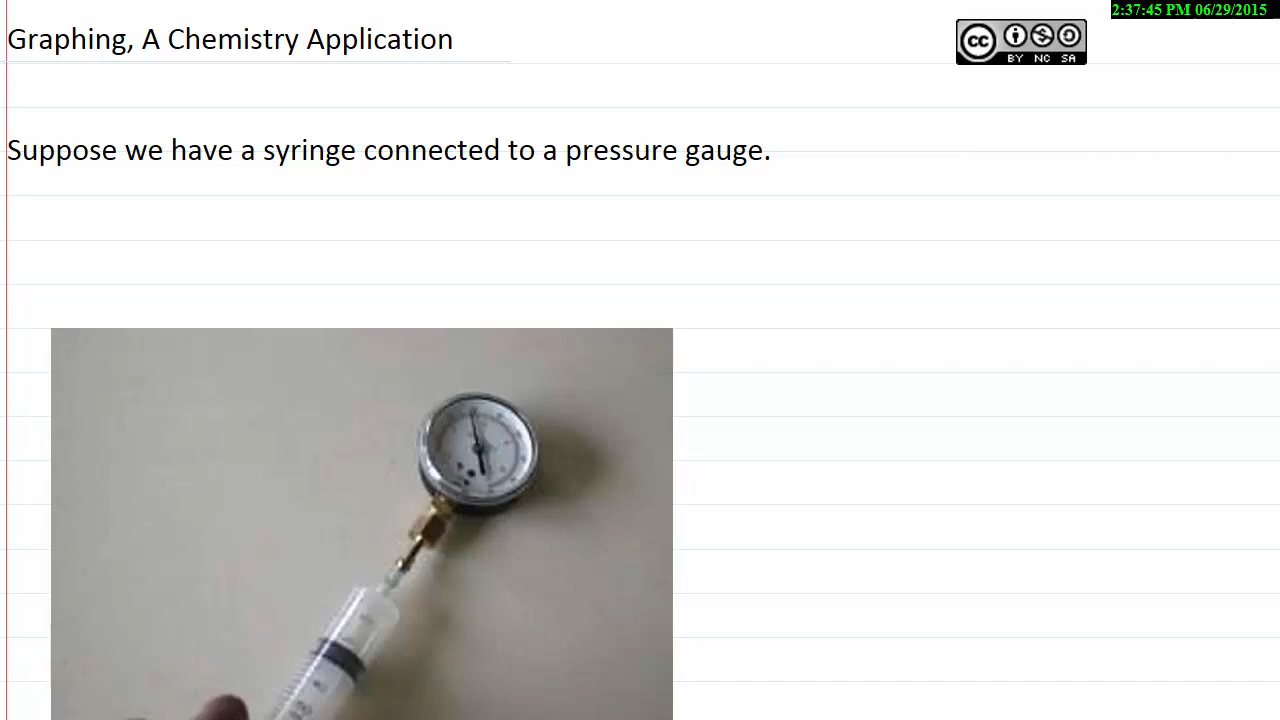 2:37:45 PM 06/29/2015
Graphing, A Chemistry Application
cc
BY NC SA
Suppose we have a syringe connected to a pressure gauge.